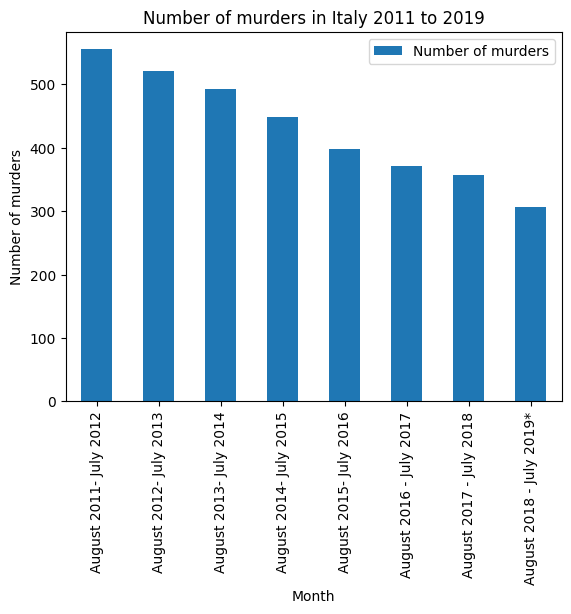 Number of murders in Italy 2011 to 2019
Number of murders
Number of murders
500
400
300
200
100
0
August 2011- July 2012
August 2012- July 2013
August 2013- July 2014
August 2014- July 2015
August 2015- July 2016
August 2016 - July 2017
August 2017 - July 2018
August 2018 - July 2019*
Month